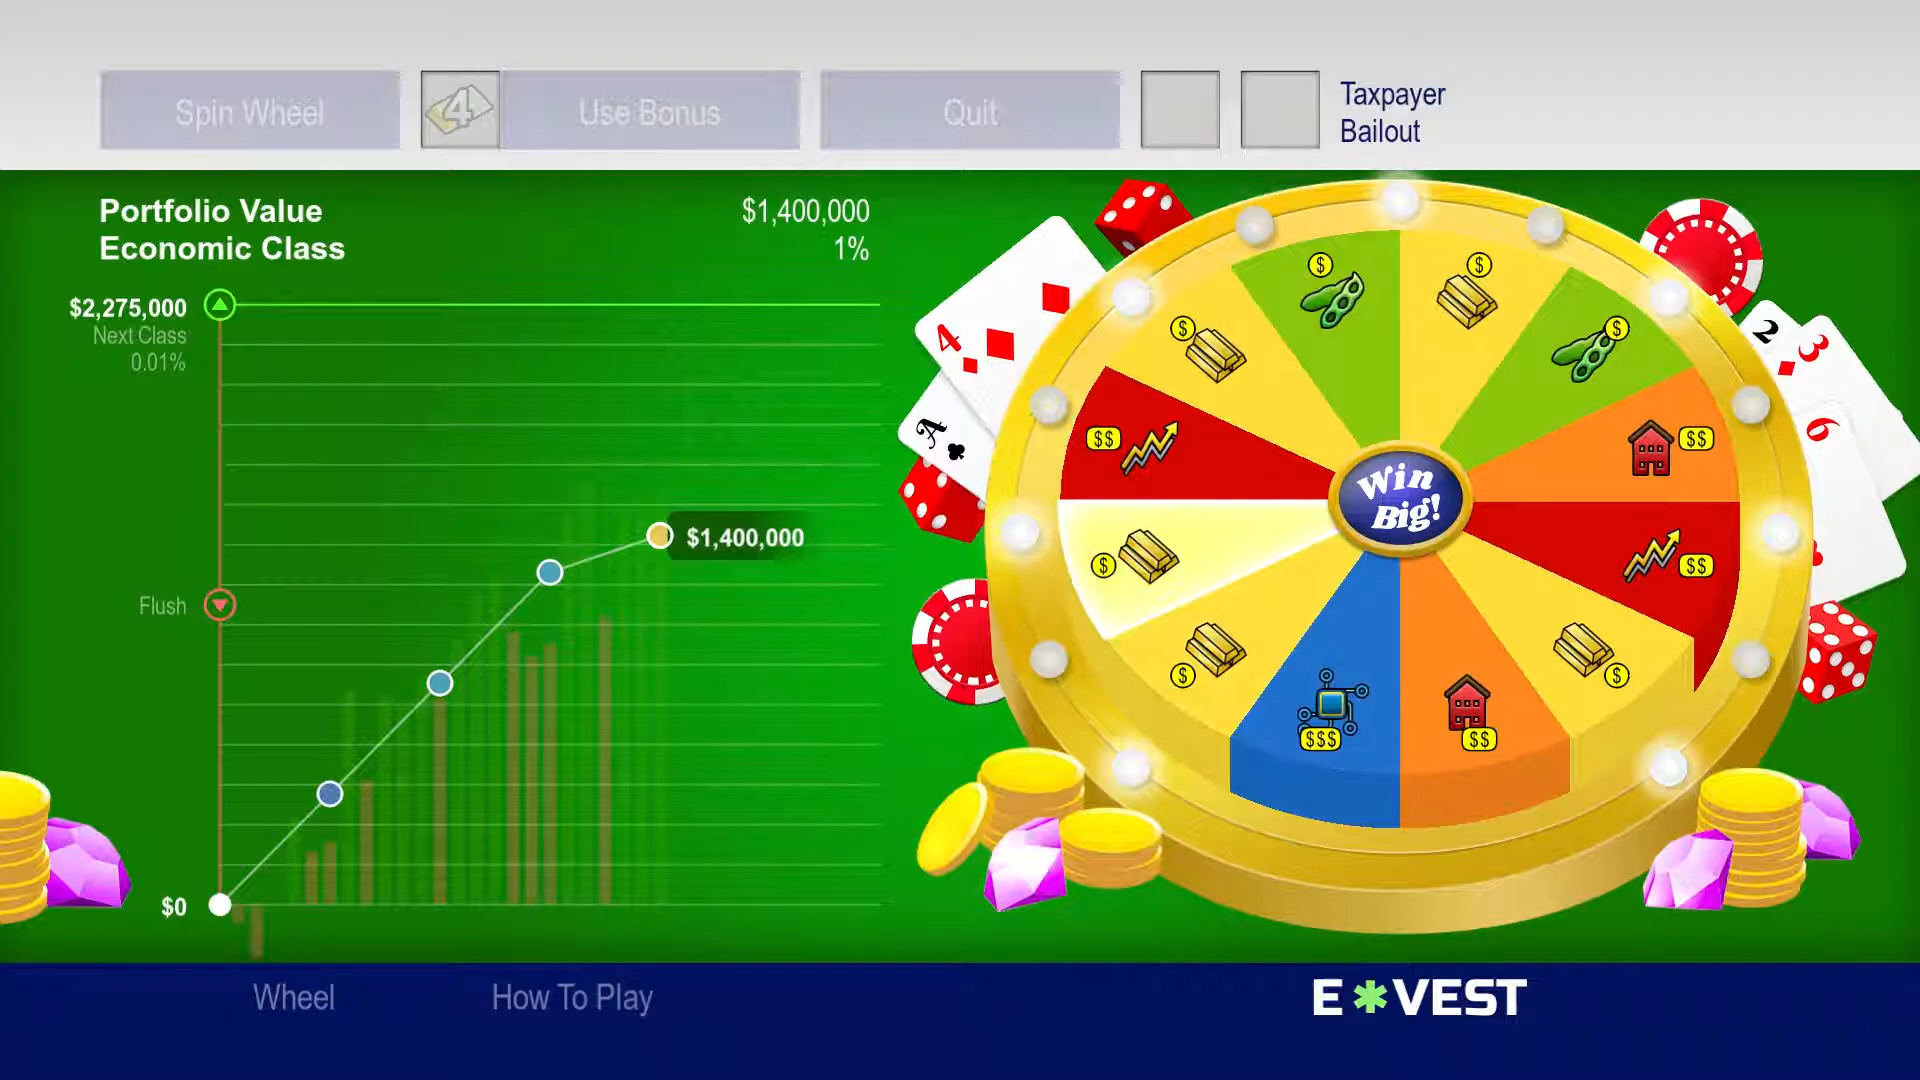 Spin Wheel
4
Use Bonus
Quit
Taxpayer
Bailout
Portfolio Value
$1,400,000
Economic Class
1%
$2,275,000
Next Class
0.01%
$1,400,000
Flush
$0
4
A
2
3
6
$
$
$
$
$$
$$
$$
$$
$
$
$
$$$
$$
Win
Big!
Wheel
How To Play
E*VEST